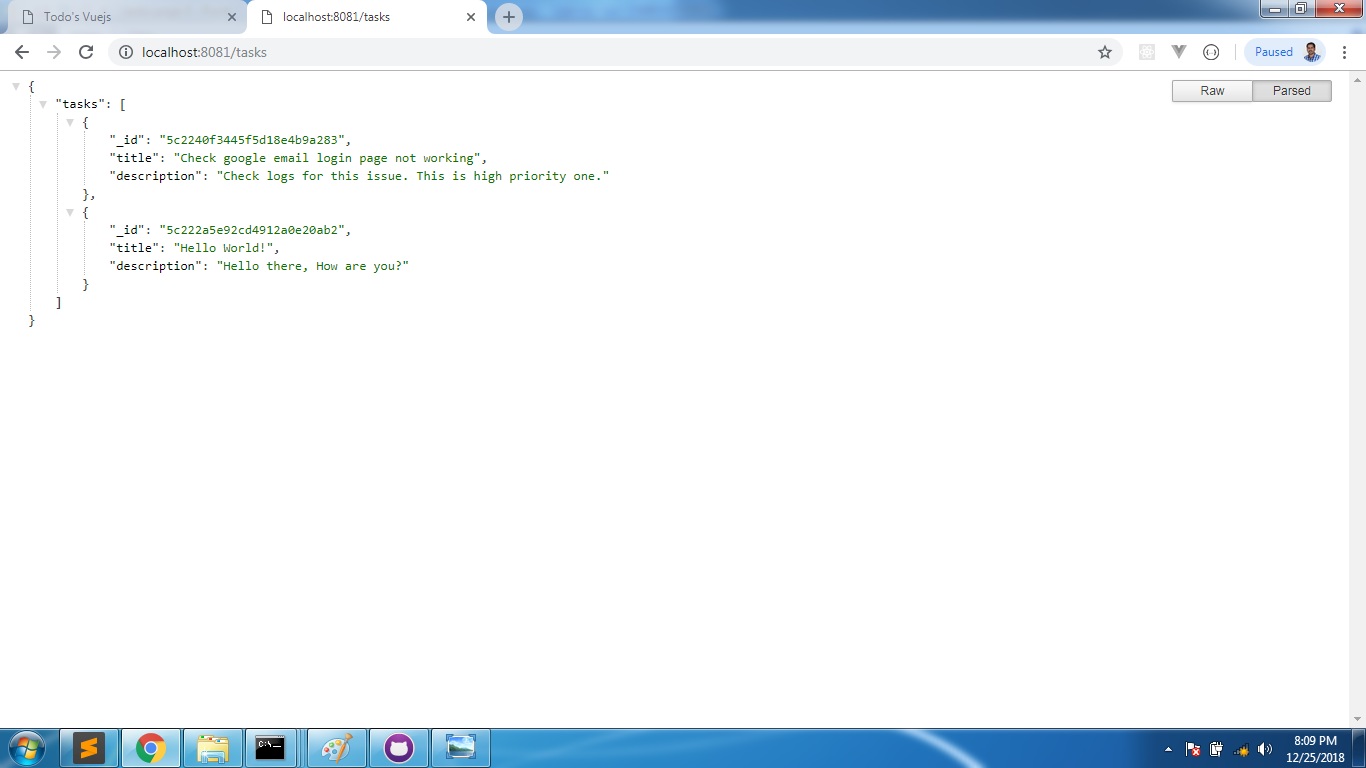 Todo's Vuejs
localhost:8081/tasks
localhost:8081/tasks
Paused
Raw
Parsed
{
"tasks": [
{
"_id": "5c2240f3445f5d18e4b9a283",
"title": "Check google email login page not working",
"description": "Check logs for this issue. This is high priority one."
},
{
"_id": "5c222a5e92cd4912a0e20ab2",
"title": "Hello World!",
"description": "Hello there, How are you?"
}
]
}
C:\_
8:09 PM
12/25/2018